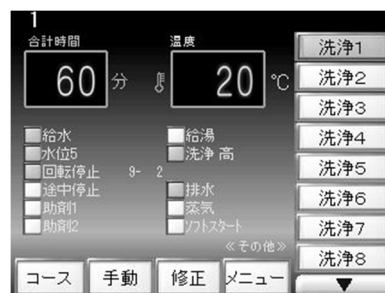 1
合計時間 温度
60 分 20 ℃
給水 給湯
水位5 洗浄 高
回転停止 9- 2
途中停止 排水
助剤1 蒸気
助剤2 ソフトスタート
≪その他≫
コース 手動 修正 メニュー
洗浄1
洗浄2
洗浄3
洗浄4
洗浄5
洗浄6
洗浄7
洗浄8
▼